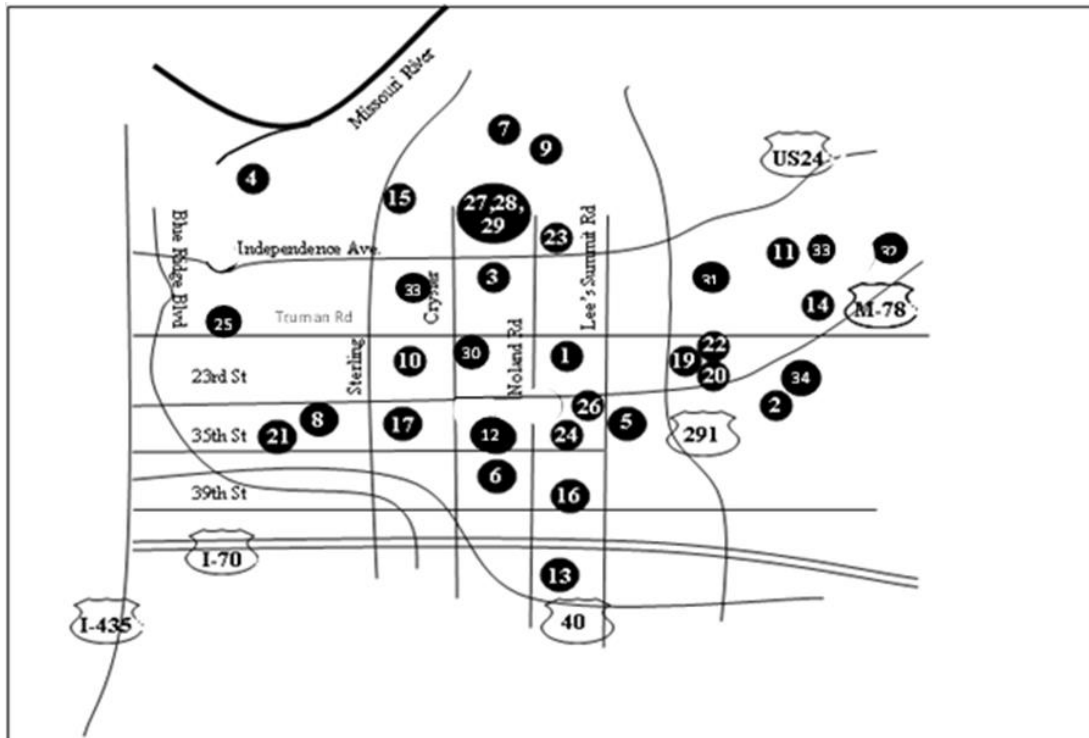 Missouri River
7
9
US24
4
15
27,28,
29
23
Lee's Summit Rd
Blue Ridge Blvd
Independence Ave.
11
33
32
3
31
33
Crysler
14
M-78
25
Truman Rd
Noland Rd
22
30
1
19
10
Sterling
20
23rd St
34
26
2
8
17
5
21
35th St
12
24
291
6
39th St
16
I-70
13
I-435
40